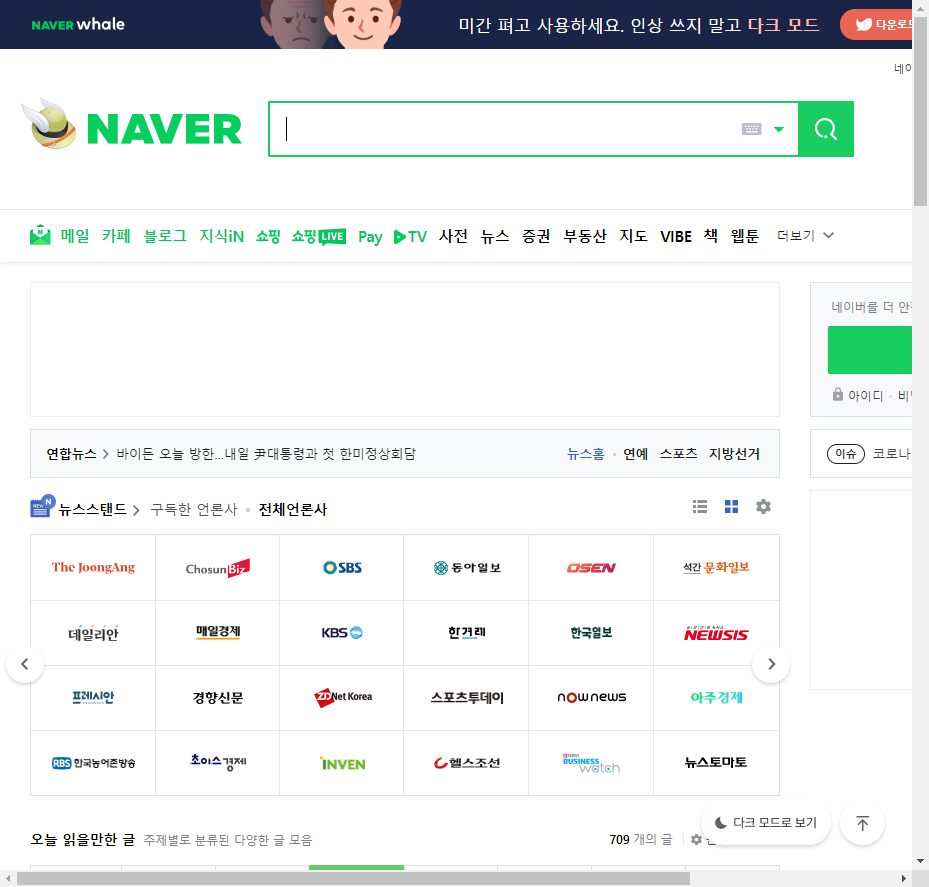 NAVER whale
미간 펴고 사용하세요. 인상 쓰지 말고 다크 모드
다운로드
네이
NAVER
메일 카페 블로그 지식iN 쇼핑 쇼핑LIVE Pay TV 사전 뉴스 증권 부동산 지도 VIBE 책 웹툰 더보기
네이버를 더 안전
아이디 · 비밀
연합뉴스 > 바이든 오늘 방한...내일 尹대통령과 첫 한미정상회담
뉴스홈 · 연예 스포츠 지방선거
이슈 코로나
뉴스스탠드 > 구독한 언론사 · 전체언론사
The JoongAng ChosunBiz SBS 동아일보 OSEN 석간 문화일보
데일리안 매일경제 KBS 한겨레 한국일보 NEWSIS
프레시안 경향신문 ZDNet Korea 스포츠투데이 nownews 아주경제
RBS 한국농어촌방송 초이스경제 INVEN 헬스조선 BUSINESS watch 뉴스토마토
다크 모드로 보기
오늘 읽을만한 글 주제별로 분류된 다양한 글 모음
709 개의 글